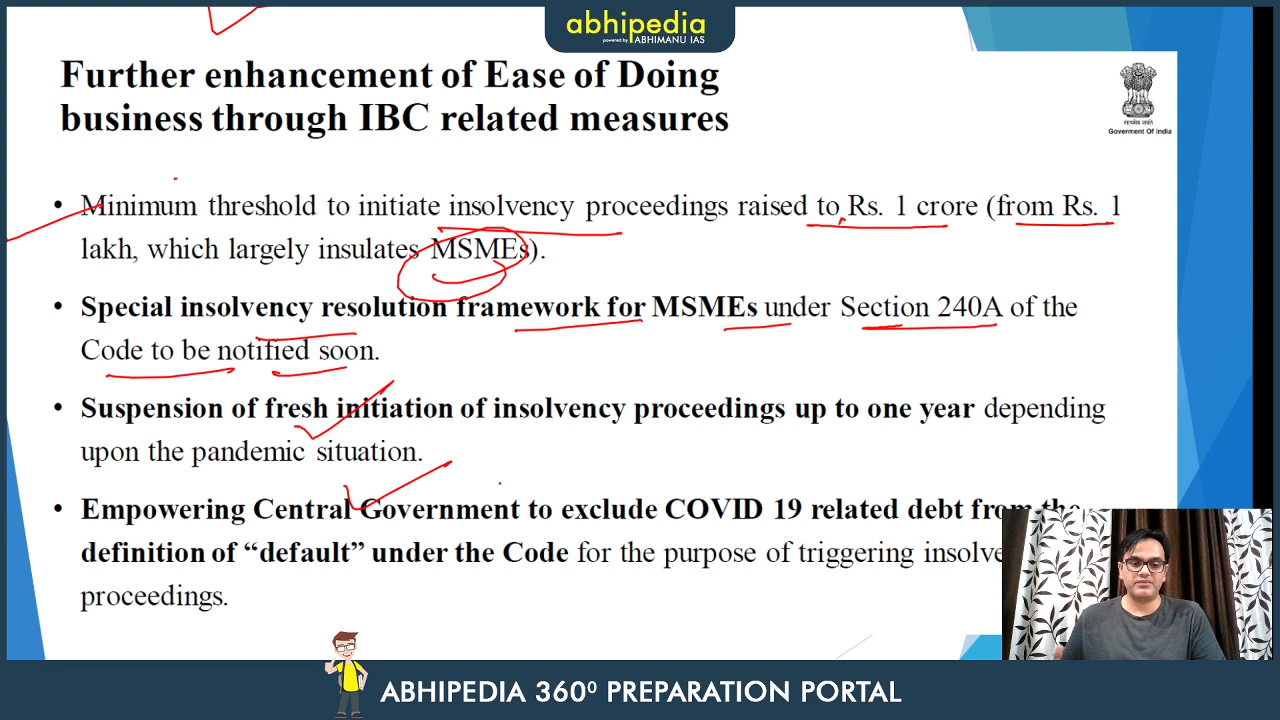 abhipedia
powered by ABHIMANU IAS
Further enhancement of Ease of Doing
business through IBC related measures
सत्यमेव जयते
Goverment Of India
• Minimum threshold to initiate insolvency proceedings raised to Rs. 1 crore (from Rs. 1
lakh, which largely insulates MSMEs).
• Special insolvency resolution framework for MSMEs under Section 240A of the
Code to be notified soon.
• Suspension of fresh initiation of insolvency proceedings up to one year depending
upon the pandemic situation.
• Empowering Central Government to exclude COVID 19 related debt from the
definition of “default” under the Code for the purpose of triggering
proceedings.
ABHIPEDIA 360⁰ PREPARATION PORTAL